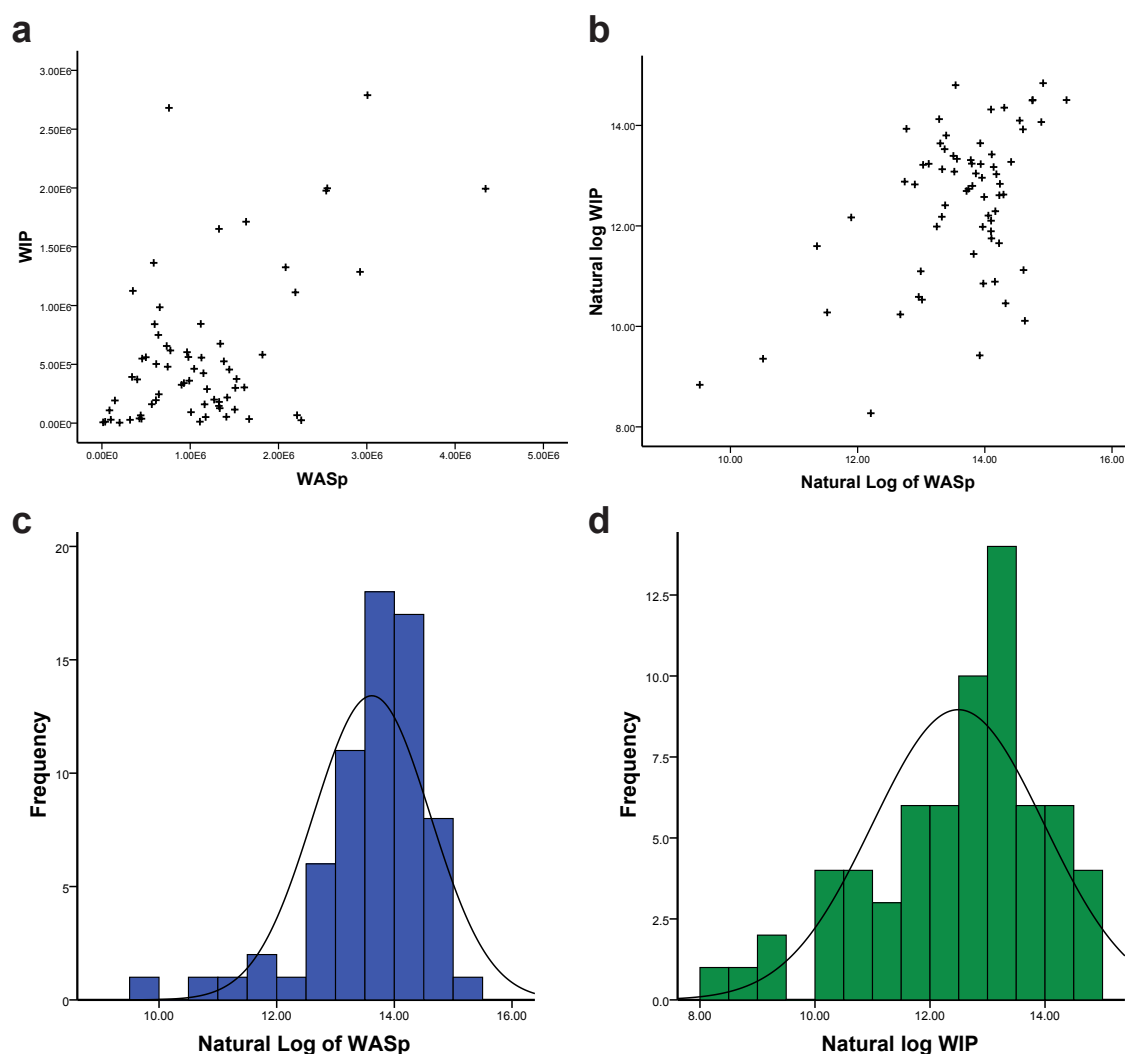 a
3.00E6
2.50E6
2.00E6
1.50E6
1.00E6
5.00E5
0.00E0
WIP
0.00E0 1.00E6 2.00E6 3.00E6 4.00E6 5.00E6
WASp
b
14.00
12.00
10.00
8.00
Natural log WIP
10.00 12.00 14.00 16.00
Natural Log of WASp
c
20
15
10
5
0
Frequency
10.00 12.00 14.00 16.00
Natural Log of WASp
d
12.5
10.0
7.5
5.0
2.5
0.0
Frequency
8.00 10.00 12.00 14.00
Natural log WIP